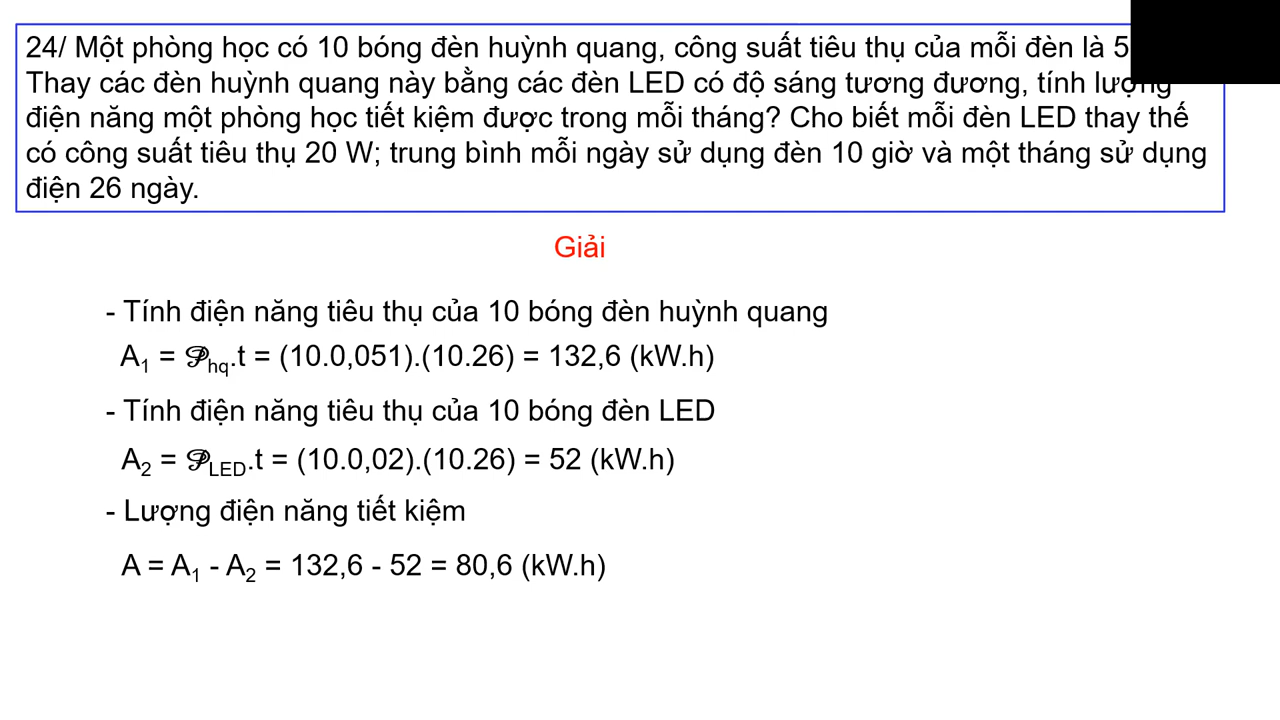 24/ Một phòng học có 10 bóng đèn huỳnh quang, công suất tiêu thụ của mỗi đèn là 5
Thay các đèn huỳnh quang này bằng các đèn LED có độ sáng tương đương, tính lượng
điện năng một phòng học tiết kiệm được trong mỗi tháng? Cho biết mỗi đèn LED thay thế
có công suất tiêu thụ 20 W; trung bình mỗi ngày sử dụng đèn 10 giờ và một tháng sử dụng
điện 26 ngày.
Giải
- Tính điện năng tiêu thụ của 10 bóng đèn huỳnh quang
A₁ = 𝒫hq.t = (10.0,051).(10.26) = 132,6 (kW.h)
- Tính điện năng tiêu thụ của 10 bóng đèn LED
A₂ = 𝒫LED.t = (10.0,02).(10.26) = 52 (kW.h)
- Lượng điện năng tiết kiệm
A = A₁ - A₂ = 132,6 - 52 = 80,6 (kW.h)